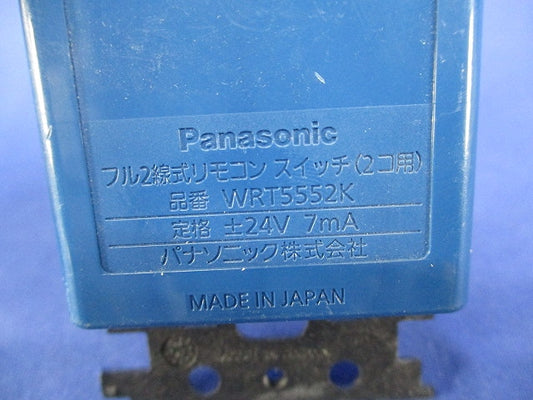 Panasonic
フル2線式リモコン スイッチ(2コ用)
品番 WRT5552K
定格 ±24V 7mA
パナソニック株式会社
MADE IN JAPAN